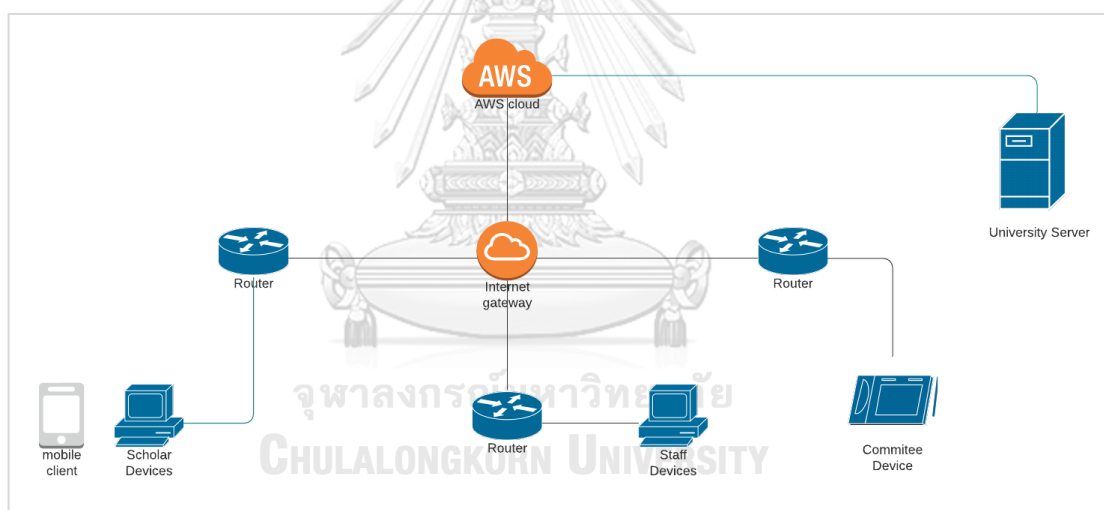 AWS
AWS cloud
University Server
Router
Internet
gateway
Router
mobile
client
Scholar
Devices
Router
Staff
Devices
Commitee
Device
จุฬาลงกรณ์มหาวิทยาลัย
CHULALONGKORN UNIVERSITY